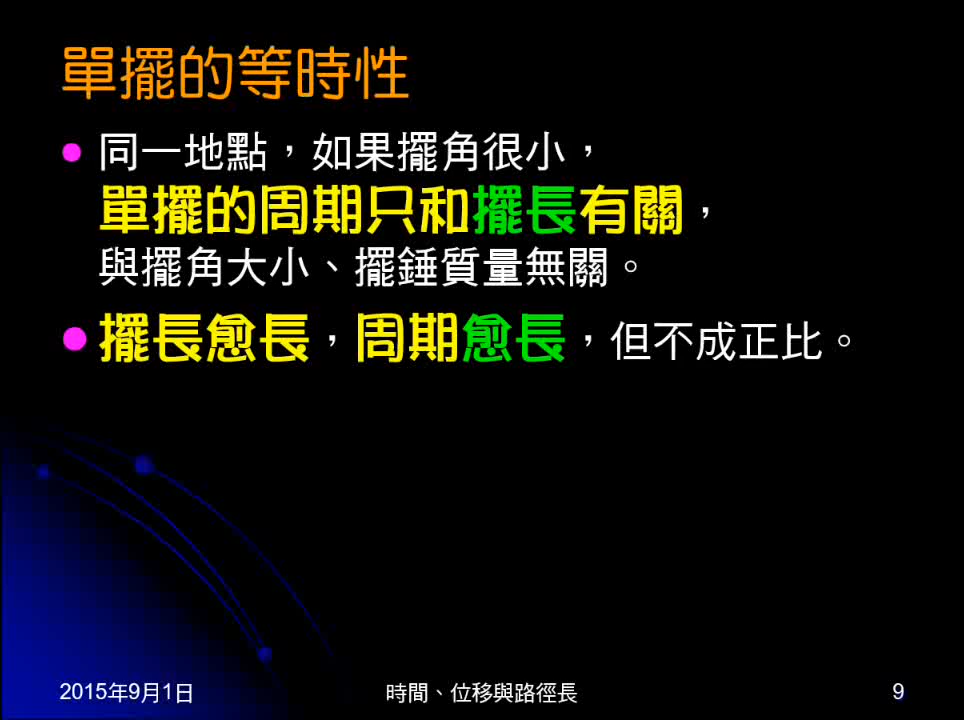 單擺的等時性
同一地點，如果擺角很小，
單擺的周期只和擺長有關，
與擺角大小、擺錘質量無關。
擺長愈長，周期愈長，但不成正比。
2015年9月1日
時間、位移與路徑長
9